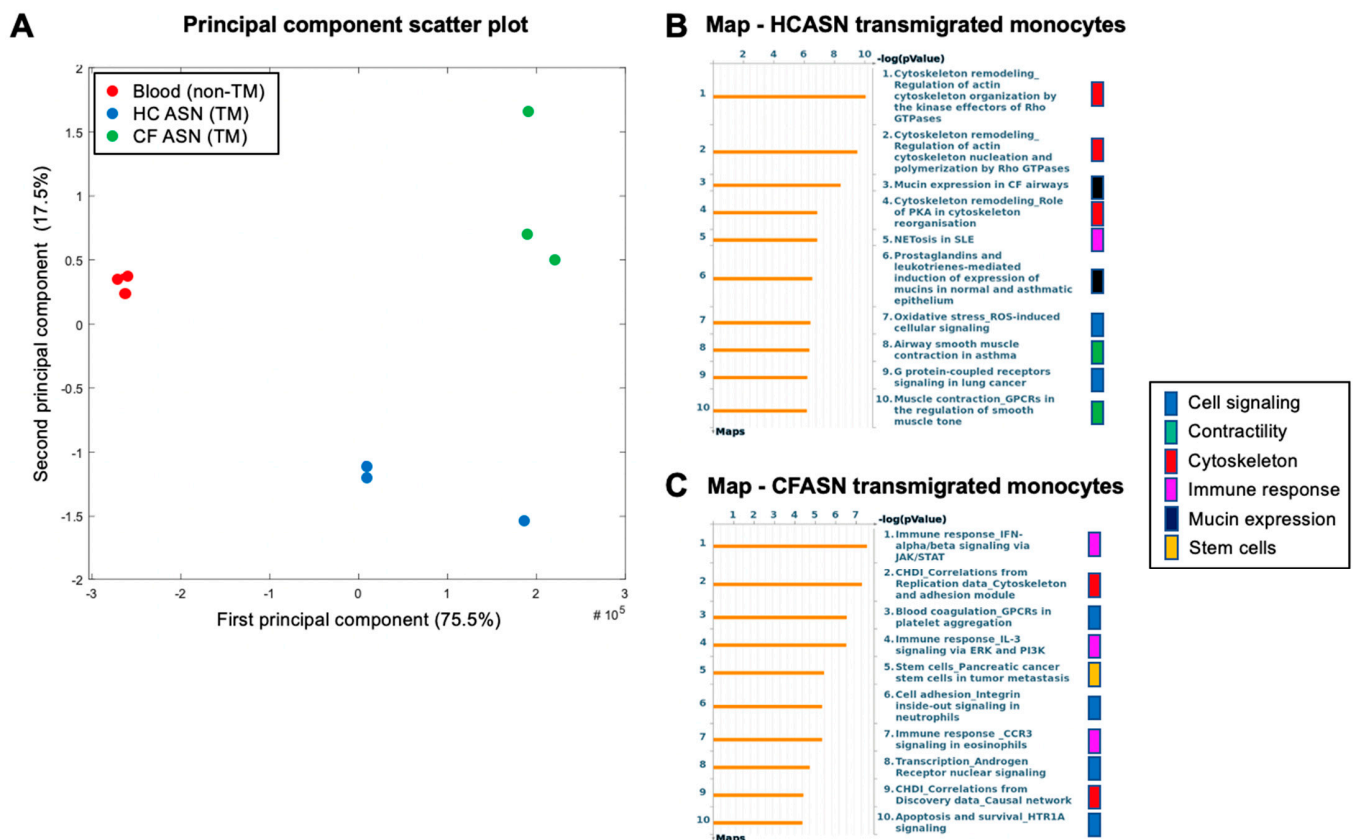 A
Principal component scatter plot
2
1.5
1
0.5
0
-0.5
-1
-1.5
-2
Second principal component (17.5%)
Blood (non-TM)
HC ASN (TM)
CF ASN (TM)
-3
-2
-1
0
1
2
3
# 10^5
First principal component (75.5%)
B
Map - HCASN transmigrated monocytes
2 4 6 8 10
-log(pValue)
1
1. Cytoskeleton remodeling_
Regulation of actin
cytoskeleton organization by
the kinase effectors of Rho
GTPases
2
2. Cytoskeleton remodeling_
Regulation of actin
cytoskeleton nucleation and
polymerization by Rho GTPases
3
3. Mucin expression in CF airways
4
4. Cytoskeleton remodeling_Role
of PKA in cytoskeleton
reorganisation
5
5. NETosis in SLE
6
6. Prostaglandins and
leukotrienes-mediated
induction of expression of
mucins in normal and asthmatic
epithelium
7
7. Oxidative stress_ROS-induced
cellular signaling
8
8. Airway smooth muscle
contraction in asthma
9
9. G protein-coupled receptors
signaling in lung cancer
10
10. Muscle contraction_GPCRs in
the regulation of smooth
muscle tone
Maps
C
Map - CFASN transmigrated monocytes
1 2 3 4 5 6 7
-log(pValue)
1
1. Immune response_IFN-
alpha/beta signaling via
JAK/STAT
2
2. CHDI_Correlations from
Replication data_Cytoskeleton
and adhesion module
3
3. Blood coagulation_GPCRs in
platelet aggregation
4
4. Immune response_IL-3
signaling via ERK and PI3K
5
5. Stem cells_Pancreatic cancer
stem cells in tumor metastasis
6
6. Cell adhesion_Integrin
inside-out signaling in
neutrophils
7
7. Immune response _CCR3
signaling in eosinophils
8
8. Transcription_Androgen
Receptor nuclear signaling
9
9. CHDI_Correlations from
Discovery data_Causal network
10
10. Apoptosis and survival_HTR1A
signaling
Maps
Cell signaling
Contractility
Cytoskeleton
Immune response
Mucin expression
Stem cells